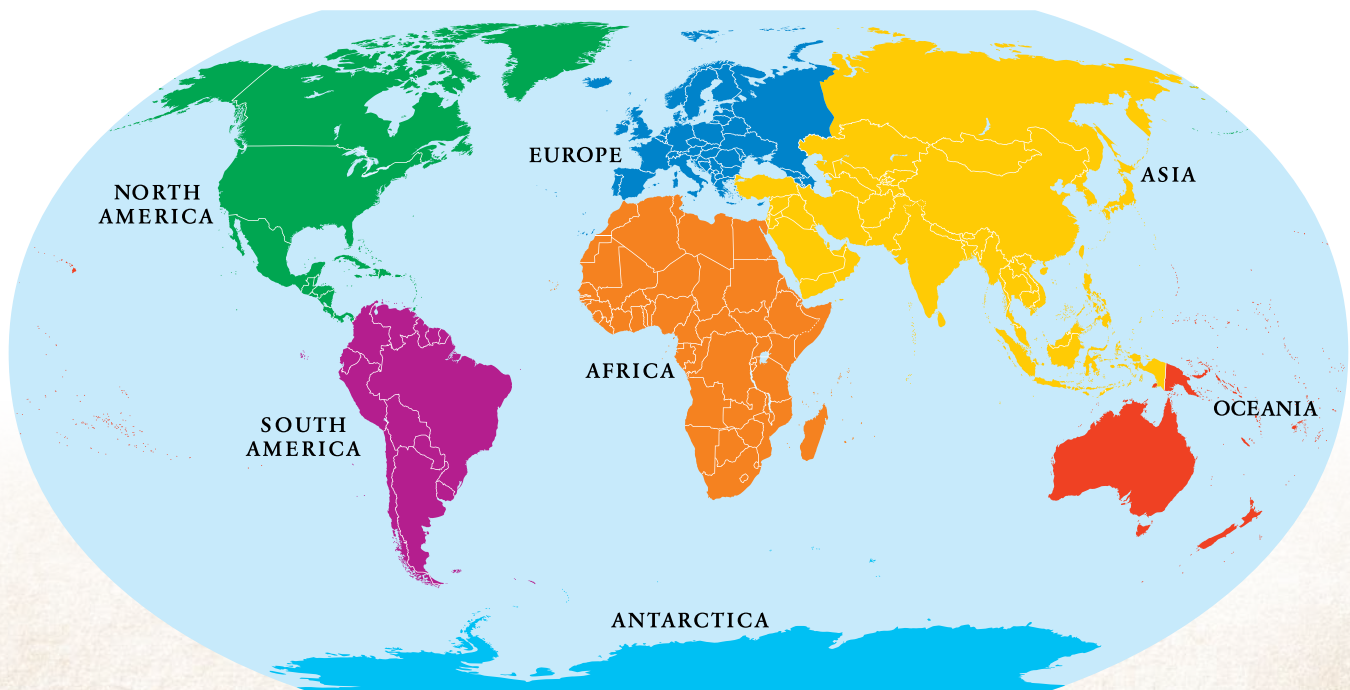 EUROPE
ASIA
NORTH
AMERICA
AFRICA
OCEANIA
SOUTH
AMERICA
ANTARCTICA